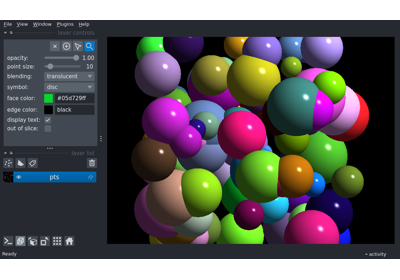 File View Window Plugins Help
layer controls
opacity: 1.00
point size: 10
blending: translucent
symbol: disc
face color: #05d729ff
edge color: black
display text: ✓
out of slice:
layer list
pts
Ready
activity